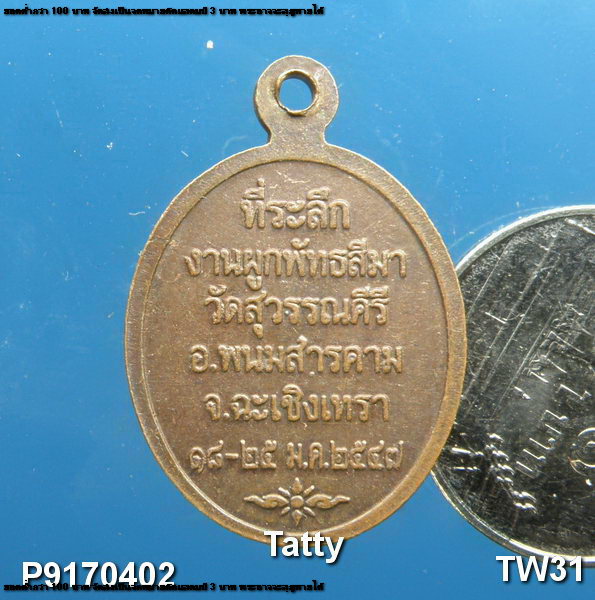 ที่ระลึก
งานผูกพัทธสีมา
วัดสุวรรณคีรี
อ.พนมสารคาม
จ.ฉะเชิงเทรา
๑๘-๒๕ ม.ค.๒๕๔๗
Tatty
P9170402
TW31